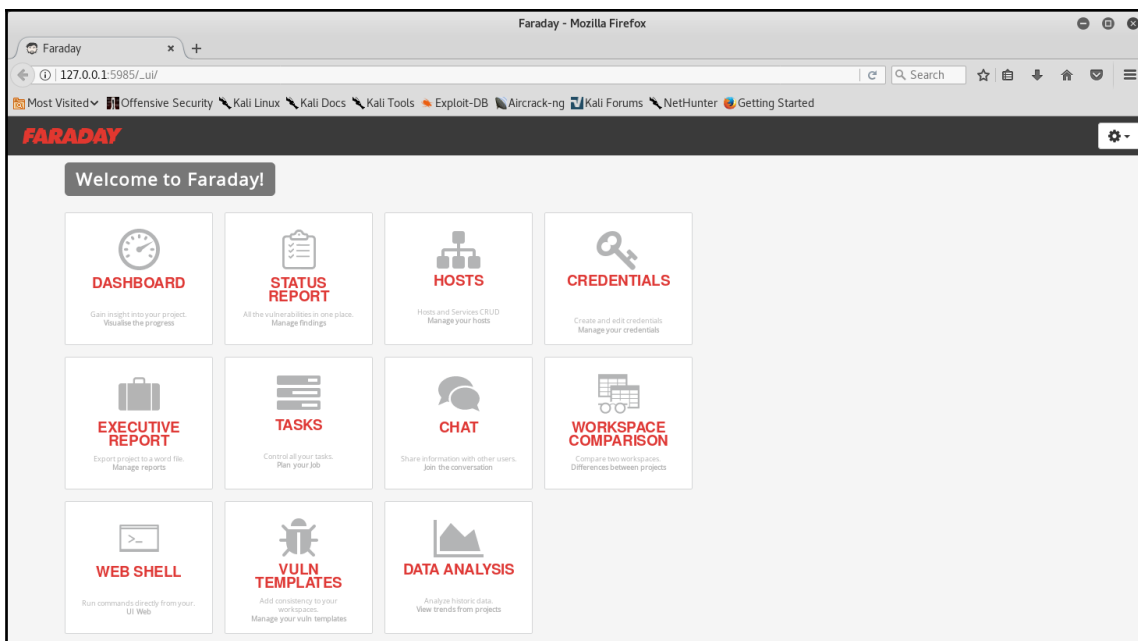 Faraday - Mozilla Firefox
Faraday
127.0.0.1:5985/_ui/
Search
Most Visited Offensive Security Kali Linux Kali Docs Kali Tools Exploit-DB Aircrack-ng Kali Forums NetHunter Getting Started
FARADAY
Welcome to Faraday!
DASHBOARD
Gain insight into your project.
Visualise the progress
STATUS
REPORT
All the vulnerabilities in one place.
Manage findings
HOSTS
Hosts and Services CRUD
Manage your hosts
CREDENTIALS
Create and edit credentials
Manage your credentials
EXECUTIVE
REPORT
Export project to a word file.
Manage reports
TASKS
Control all your tasks.
Plan your Job
CHAT
Share information with other users.
Join the conversation
WORKSPACE
COMPARISON
Compare two workspaces.
Differences between projects
>_
WEB SHELL
Run commands directly from your.
UI Web
VULN
TEMPLATES
Add consistency to your
workspaces.
Manage your vuln templates
DATA ANALYSIS
Analyze historic data.
View trends from projects